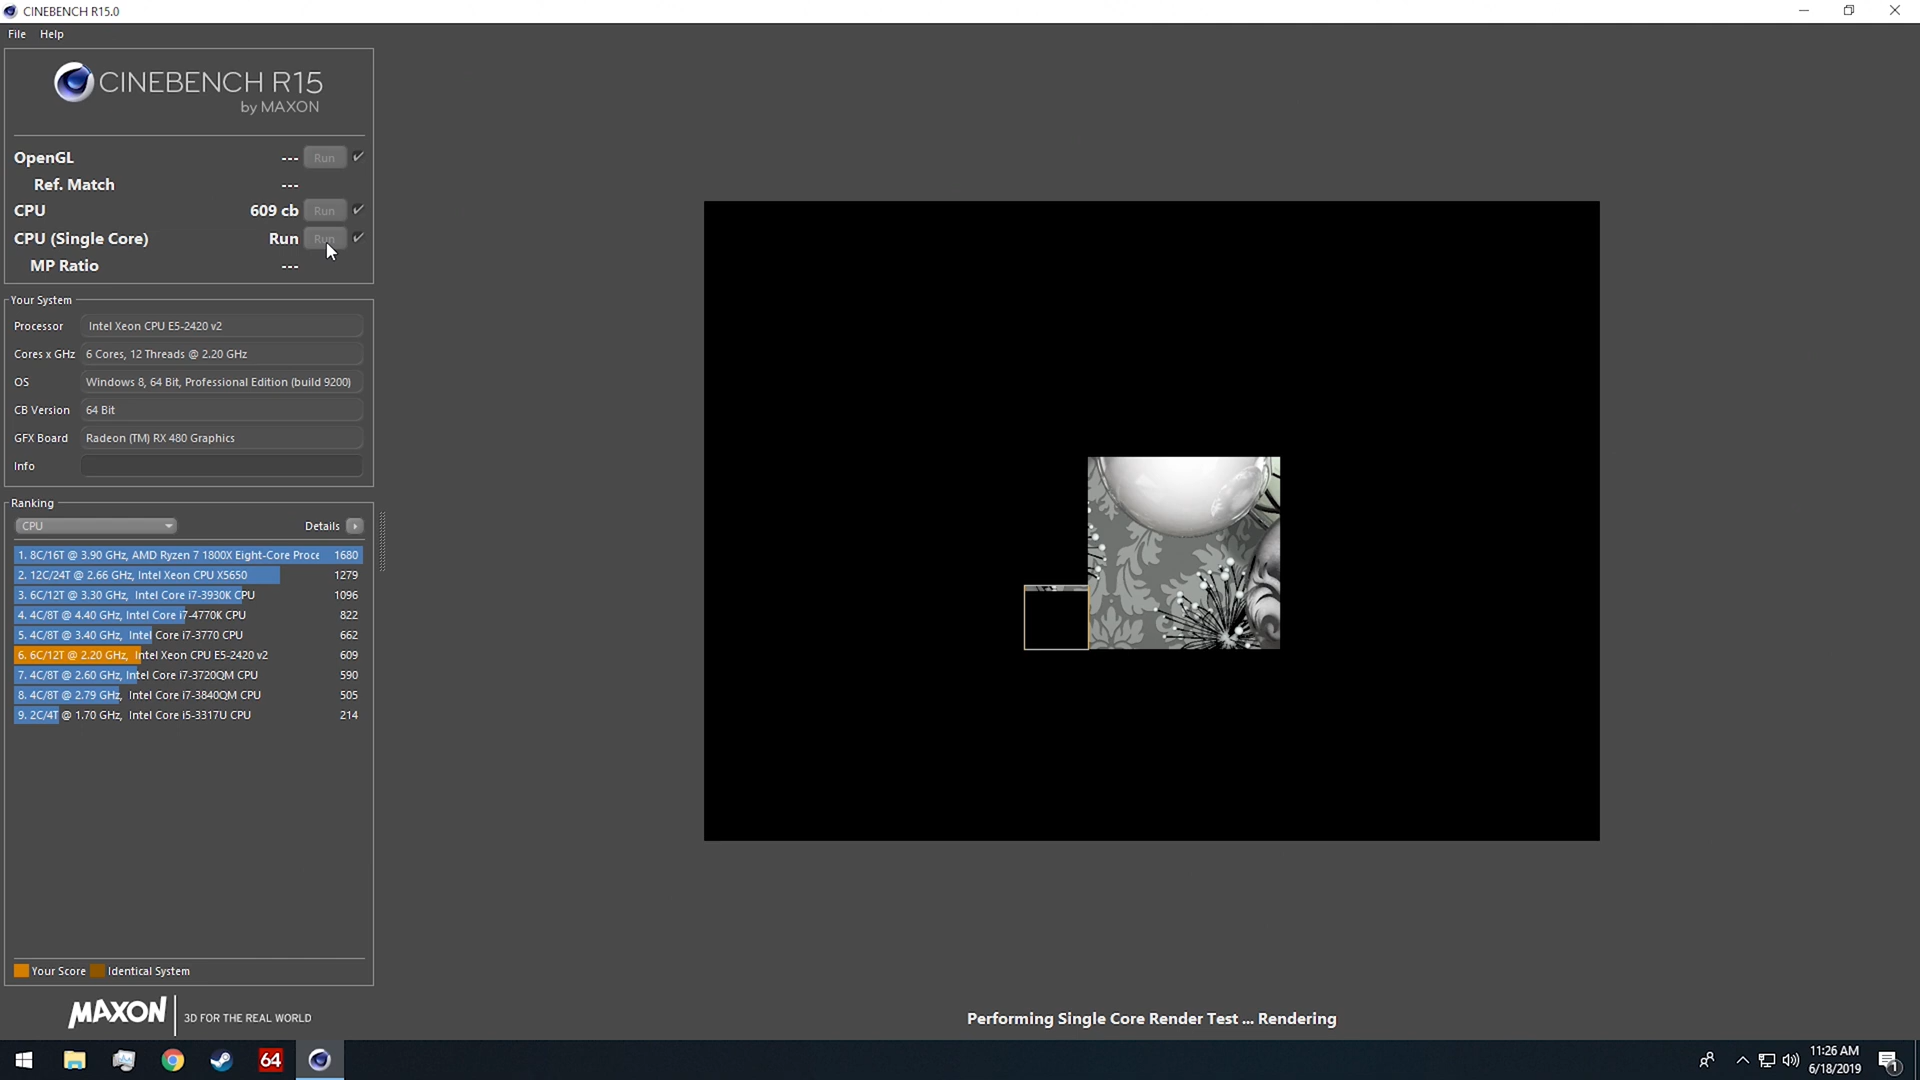 CINEBENCH R15.0
File Help
CINEBENCH R15
by MAXON
OpenGL --- Run
Ref. Match ---
CPU 609 cb Run
CPU (Single Core) Run Run
MP Ratio ---
Your System
Processor Intel Xeon CPU E5-2420 v2
Cores x GHz 6 Cores, 12 Threads @ 2.20 GHz
OS Windows 8, 64 Bit, Professional Edition (build 9200)
CB Version 64 Bit
GFX Board Radeon (TM) RX 480 Graphics
Info
Ranking
CPU Details
1. 8C/16T @ 3.90 GHz, AMD Ryzen 7 1800X Eight-Core Proce 1680
2. 12C/24T @ 2.66 GHz, Intel Xeon CPU X5650 1279
3. 6C/12T @ 3.30 GHz, Intel Core i7-3930K CPU 1096
4. 4C/8T @ 4.40 GHz, Intel Core i7-4770K CPU 822
5. 4C/8T @ 3.40 GHz, Intel Core i7-3770 CPU 662
6. 6C/12T @ 2.20 GHz, Intel Xeon CPU E5-2420 v2 609
7. 4C/8T @ 2.60 GHz, Intel Core i7-3720QM CPU 590
8. 4C/8T @ 2.79 GHz, Intel Core i7-3840QM CPU 505
9. 2C/4T @ 1.70 GHz, Intel Core i5-3317U CPU 214
Your Score Identical System
MAXON 3D FOR THE REAL WORLD
Performing Single Core Render Test ... Rendering
64
11:26 AM
6/18/2019
1